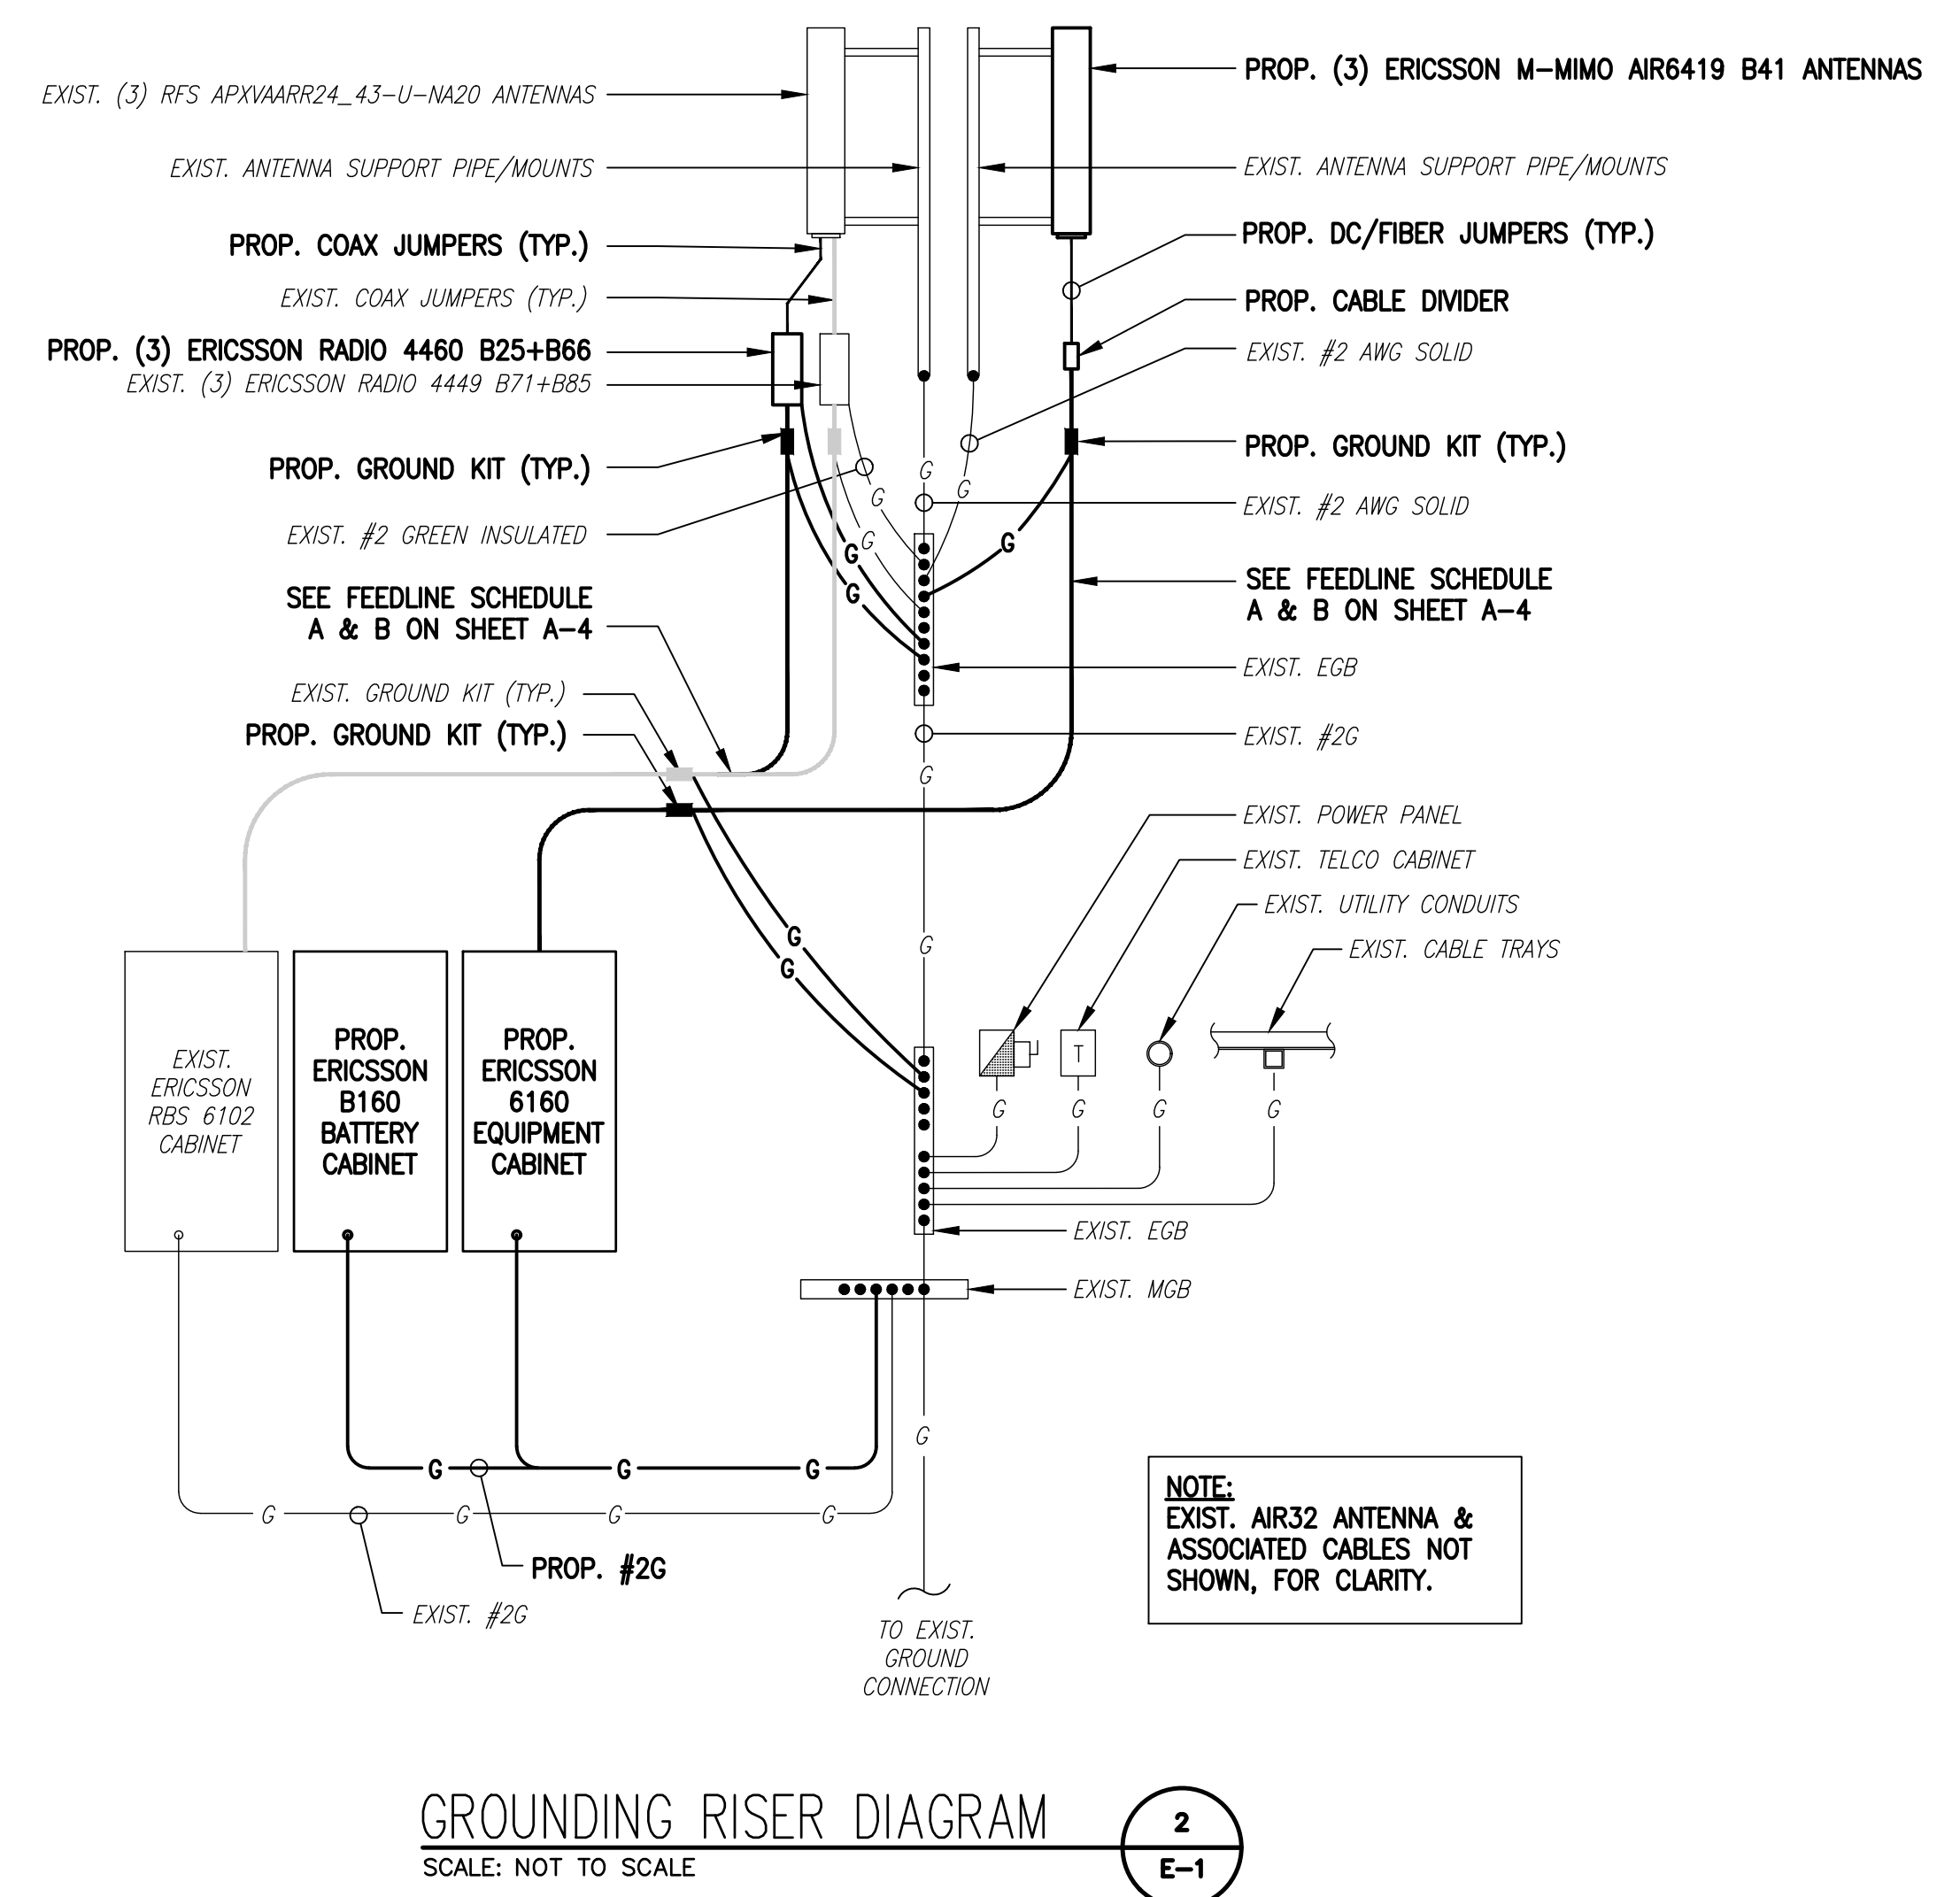 EXIST. (3) RFS APXVAARR24_43-U-NA20 ANTENNAS
EXIST. ANTENNA SUPPORT PIPE/MOUNTS
PROP. COAX JUMPERS (TYP.)
EXIST. COAX JUMPERS (TYP.)
PROP. (3) ERICSSON RADIO 4460 B25+B66
EXIST. (3) ERICSSON RADIO 4449 B71+B85
PROP. GROUND KIT (TYP.)
EXIST. #2 GREEN INSULATED
SEE FEEDLINE SCHEDULE
A & B ON SHEET A-4
EXIST. GROUND KIT (TYP.)
PROP. GROUND KIT (TYP.)
PROP. (3) ERICSSON M-MIMO AIR6419 B41 ANTENNAS
EXIST. ANTENNA SUPPORT PIPE/MOUNTS
PROP. DC/FIBER JUMPERS (TYP.)
PROP. CABLE DIVIDER
EXIST. #2 AWG SOLID
PROP. GROUND KIT (TYP.)
EXIST. #2 AWG SOLID
SEE FEEDLINE SCHEDULE
A & B ON SHEET A-4
EXIST. EGB
EXIST. #2G
G
G
G
G
G
G
G
G
G
G
G
EXIST. POWER PANEL
EXIST. TELCO CABINET
EXIST. UTILITY CONDUITS
EXIST. CABLE TRAYS
T
G
G
G
G
EXIST.
ERICSSON
RBS 6102
CABINET
PROP.
ERICSSON
B160
BATTERY
CABINET
PROP.
ERICSSON
6160
EQUIPMENT
CABINET
EXIST. EGB
EXIST. MGB
G
G
G
G
G
G
G
G
PROP. #2G
EXIST. #2G
TO EXIST.
GROUND
CONNECTION
NOTE:
EXIST. AIR32 ANTENNA &
ASSOCIATED CABLES NOT
SHOWN, FOR CLARITY.
GROUNDING RISER DIAGRAM
SCALE: NOT TO SCALE
2
E-1